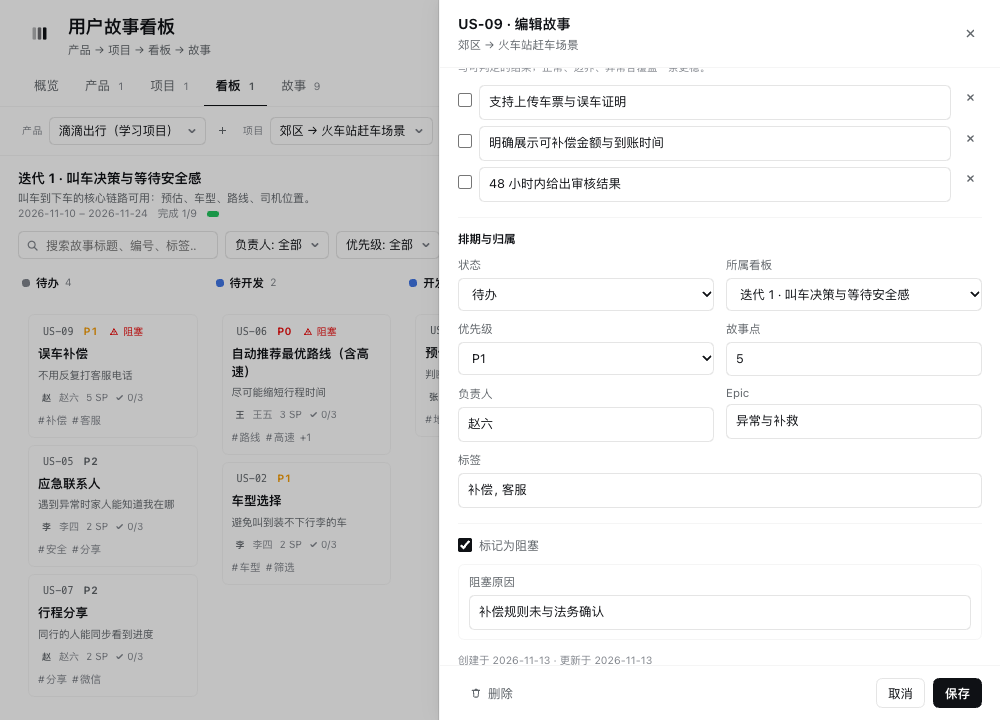 用户故事看板
产品 → 项目 → 看板 → 故事
概览
产品 1
项目 1
看板 1
故事 9
产品
滴滴出行（学习项目）
+
项目
郊区 → 火车站赶车场景
迭代 1 · 叫车决策与等待安全感
叫车到下车的核心链路可用：预估、车型、路线、司机位置。
2026-11-10 – 2026-11-24 完成 1/9
搜索故事标题、编号、标签..
负责人: 全部
优先级: 全部
待办 4
US-09 P1 阻塞
误车补偿
不用反复打客服电话
赵 赵六 5 SP 0/3
#补偿 #客服
US-05 P2
应急联系人
遇到异常时家人能知道我在哪
李 李四 2 SP 0/3
#安全 #分享
US-07 P2
行程分享
同行的人能同步看到进度
赵 赵六 2 SP 0/3
#分享 #微信
待开发 2
US-06 P0 阻塞
自动推荐最优路线（含高
速）
尽可能缩短行程时间
王 王五 3 SP 0/3
#路线 #高速 +1
US-02 P1
车型选择
避免叫到装不下行李的车
李 李四 2 SP 0/3
#车型 #筛选
US-09 · 编辑故事
郊区 → 火车站赶车场景
支持上传车票与误车证明
明确展示可补偿金额与到账时间
48 小时内给出审核结果
排期与归属
状态
待办
所属看板
迭代 1 · 叫车决策与等待安全感
优先级
P1
故事点
5
负责人
赵六
Epic
异常与补救
标签
补偿, 客服
标记为阻塞
阻塞原因
补偿规则未与法务确认
创建于 2026-11-13 · 更新于 2026-11-13
删除
取消
保存